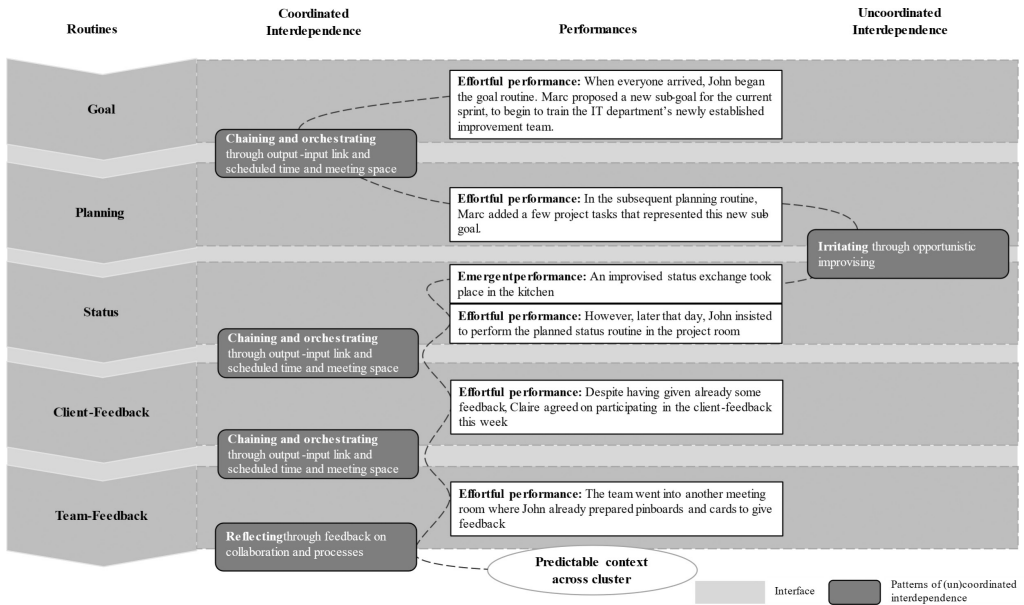 Routines
Coordinated
Interdependence
Performances
Uncoordinated
Interdependence
Goal
Effortful performance: When everyone arrived, John began
the goal routine. Marc proposed a new sub-goal for the current
sprint, to begin to train the IT department's newly established
improvement team.
Chaining and orchestrating
through output-input link and
scheduled time and meeting space
Planning
Effortful performance: In the subsequent planning routine,
Marc added a few project tasks that represented this new sub
goal.
Irritating through opportunistic
improvising
Status
Emergentperformance: An improvised status exchange took
place in the kitchen
Effortful performance: However, later that day, John insisted
to perform the planned status routine in the project room
Chaining and orchestrating
through output-input link and
scheduled time and meeting space
Client-Feedback
Effortful performance: Despite having given already some
feedback, Claire agreed on participating in the client-feedback
this week
Chaining and orchestrating
through output-input link and
scheduled time and meeting space
Team-Feedback
Effortful performance: The team went into another meeting
room where John already prepared pinboards and cards to give
feedback
Reflectingthrough feedback on
collaboration and processes
Predictable context
across cluster
Interface
Patterns of (un)coordinated
interdependence